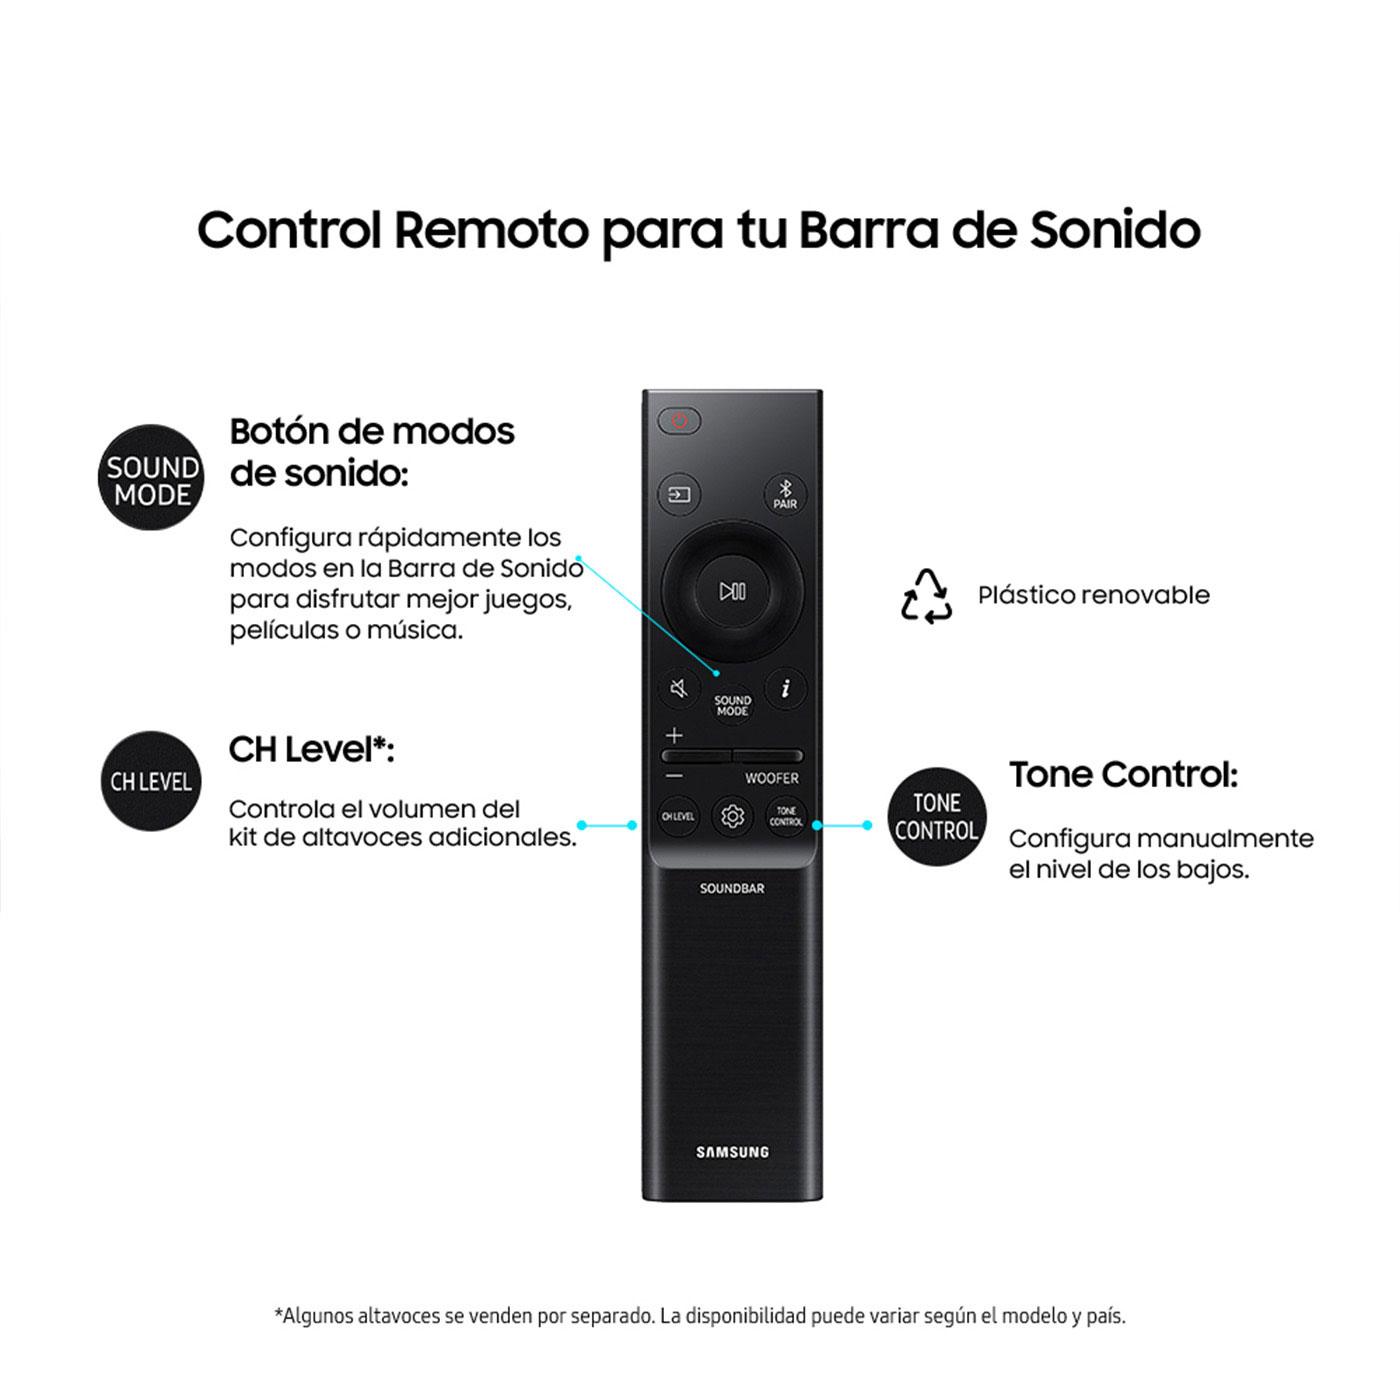 Control Remoto para tu Barra de Sonido
SOUND
MODE
Botón de modos
de sonido:
Configura rápidamente los
modos en la Barra de Sonido
para disfrutar mejor juegos,
películas o música.
CH LEVEL
CH Level*:
Controla el volumen del
kit de altavoces adicionales.
PAIR
i
SOUND
MODE
+
−
WOOFER
CH LEVEL
TONE
CONTROL
SOUNDBAR
SAMSUNG
Plástico renovable
TONE
CONTROL
Tone Control:
Configura manualmente
el nivel de los bajos.
*Algunos altavoces se venden por separado. La disponibilidad puede variar según el modelo y país.